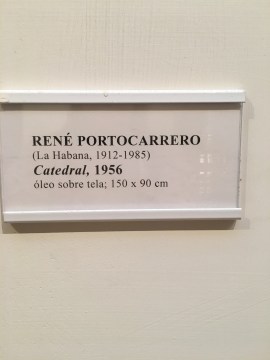 RENÉ PORTOCARRERO
(La Habana, 1912-1985)
Catedral, 1956
óleo sobre tela; 150 x 90 cm